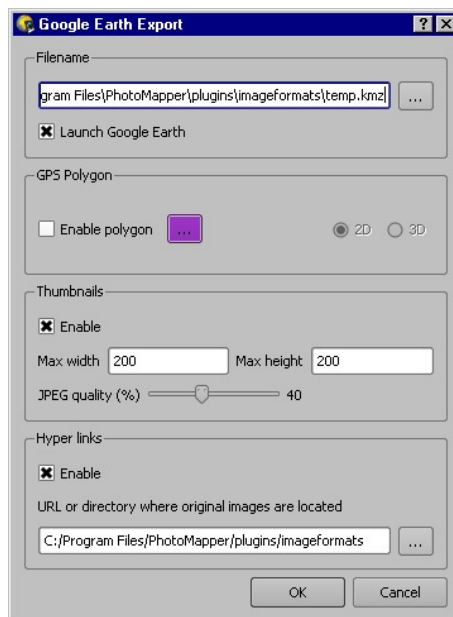 Google Earth Export
Filename
gram Files\PhotoMapper\plugins\imageformats\temp.kmz
...
Launch Google Earth
GPS Polygon
Enable polygon ... 2D 3D
Thumbnails
Enable
Max width 200 Max height 200
JPEG quality (%) 40
Hyper links
Enable
URL or directory where original images are located
C:/Program Files/PhotoMapper/plugins/imageformats ...
OK Cancel